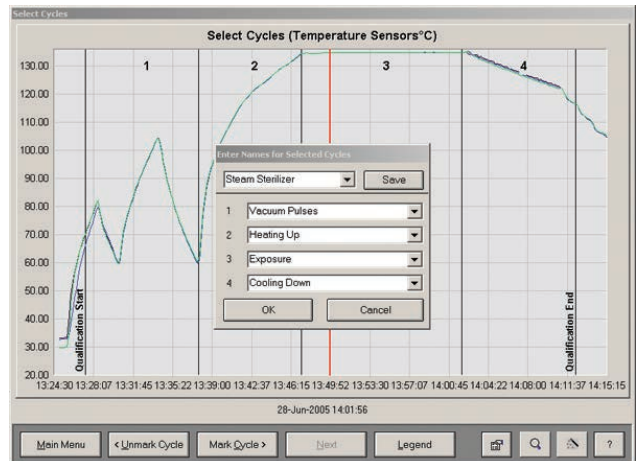 Select Cycles
Select Cycles (Temperature Sensors°C)
130.00
120.00
110.00
100.00
90.00
80.00
70.00
60.00
50.00
40.00
30.00
20.00
1 2 3 4
Qualification Start
Qualification End
Enter Names for Selected Cycles
Steam Sterilizer Save
1 Vacuum Pulses
2 Heating Up
3 Exposure
4 Cooling Down
OK Cancel
13:24:30 13:28:07 13:31:45 13:35:22 13:39:00 13:42:37 13:46:15 13:49:52 13:53:30 13:57:07 14:00:45 14:04:22 14:08:00 14:11:37 14:15:15
28-Jun-2005 14:01:56
Main Menu < Unmark Cycle Mark Cycle > Next Legend ?